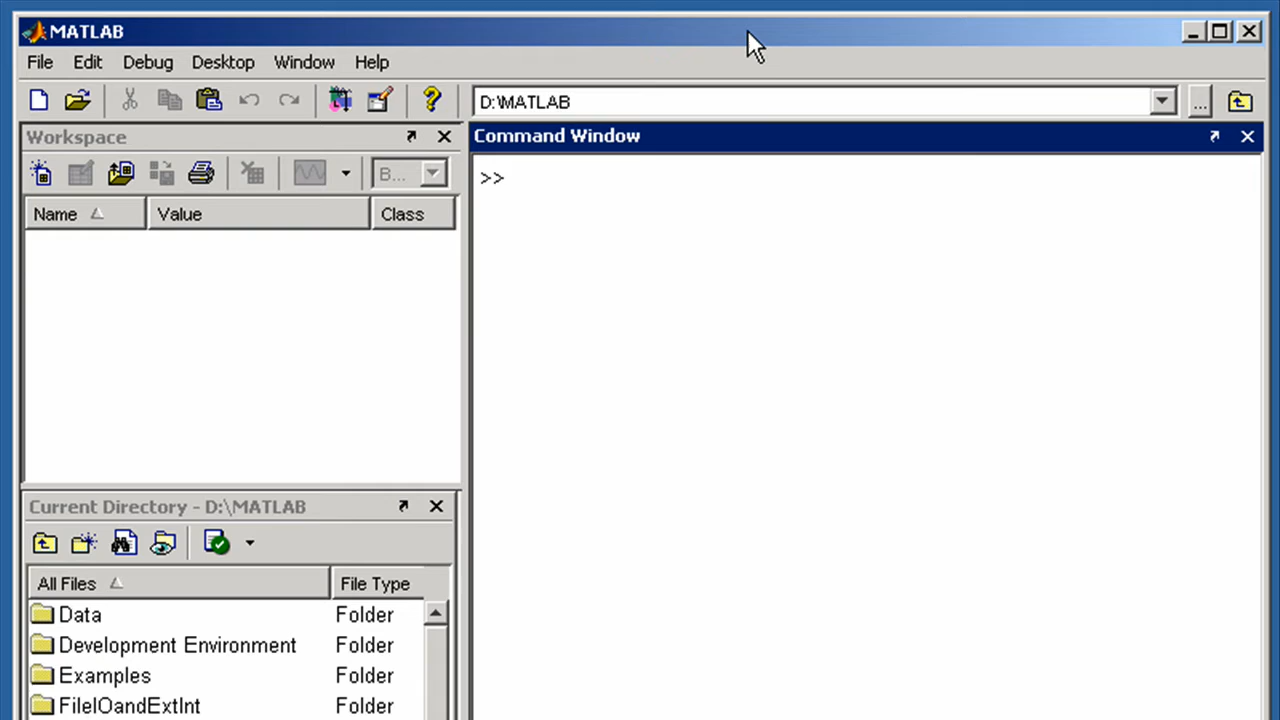 MATLAB
File Edit Debug Desktop Window Help
D:\MATLAB ...
Workspace
B...
Name Value Class
Command Window
>>
Current Directory - D:\MATLAB
All Files File Type
Data Folder
Development Environment Folder
Examples Folder
FileIOandExtInt Folder